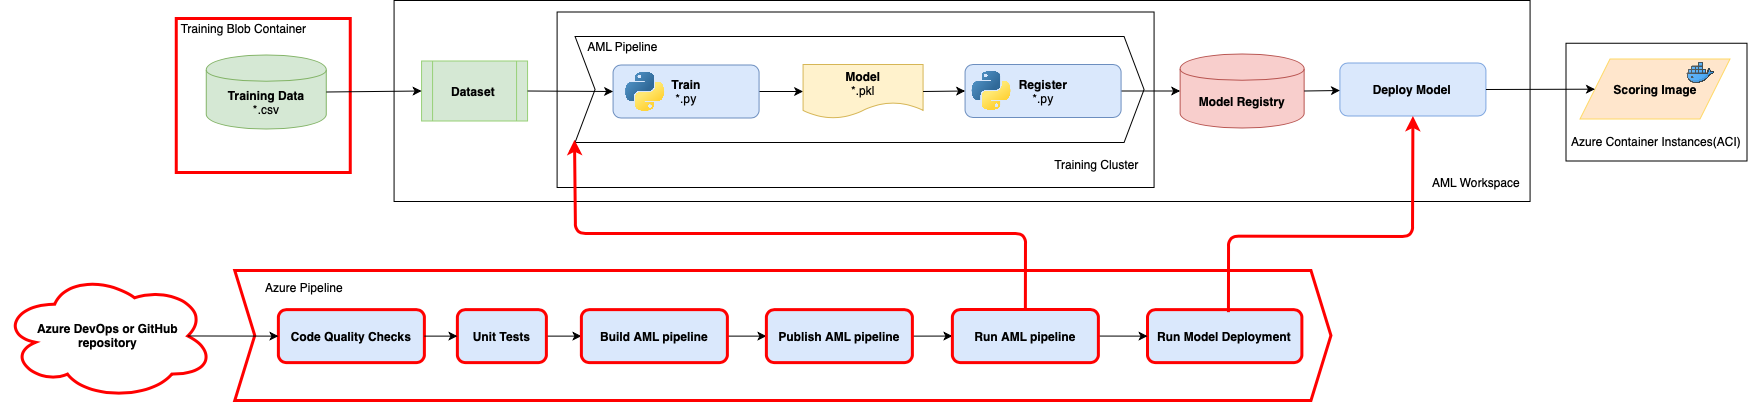 Training Blob Container
Training Data
*.csv
Dataset
AML Pipeline
Train
*.py
Model
*.pkl
Register
*.py
Training Cluster
Model Registry
Deploy Model
AML Workspace
Scoring Image
Azure Container Instances(ACI)
Azure DevOps or GitHub
repository
Azure Pipeline
Code Quality Checks
Unit Tests
Build AML pipeline
Publish AML pipeline
Run AML pipeline
Run Model Deployment